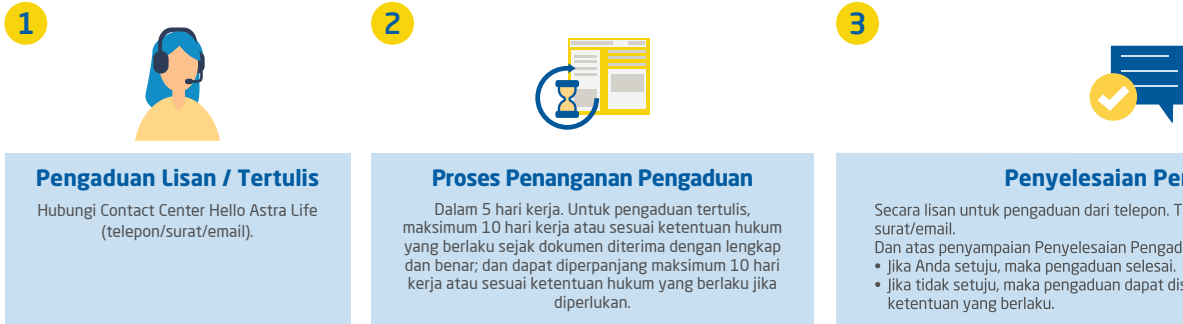 1
Pengaduan Lisan / Tertulis
Hubungi Contact Center Hello Astra Life
(telepon/surat/email).
2
Proses Penanganan Pengaduan
Dalam 5 hari kerja. Untuk pengaduan tertulis,
maksimum 10 hari kerja atau sesuai ketentuan hukum
yang berlaku sejak dokumen diterima dengan lengkap
dan benar; dan dapat diperpanjang maksimum 10 hari
kerja atau sesuai ketentuan hukum yang berlaku jika
diperlukan.
3
Penyelesaian
Secara lisan untuk pengaduan dari telepon.
surat/email.
Dan atas penyampaian Penyelesaian
• Jika Anda setuju, maka pengaduan selesai.
• Jika tidak setuju, maka pengaduan dapat
ketentuan yang berlaku.